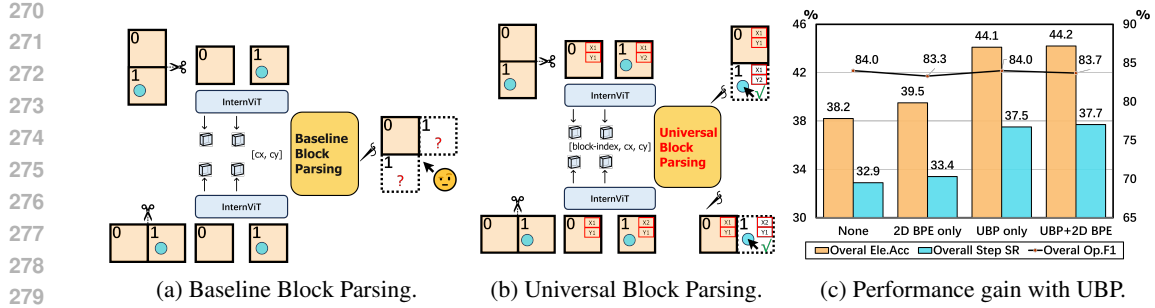 270
271
272
273
274
275
276
277
278
279
0
1
0
1
InternViT
[cx, cy]
Baseline
Block
Parsing
0
1
?
1
?
InternViT
0
1
0
1
(a) Baseline Block Parsing.
0
1
0
X1
Y1
1
X1
Y2
InternViT
[block-index, cx, cy]
Universal
Block
Parsing
0
X1
Y1
1
X1
Y2
√
InternViT
0
1
0
X1
Y1
1
X2
Y1
0
X1
Y1
1
X2
Y1
√
(b) Universal Block Parsing.
%
%
46
42
38
34
30
90
85
80
75
70
65
38.2
32.9
84.0
39.5
33.4
83.3
44.1
37.5
84.0
44.2
37.7
83.7
None
2D BPE only
UBP only
UBP+2D BPE
Overal Ele.Acc
Overall Step SR
Overal Op.F1
(c) Performance gain with UBP.